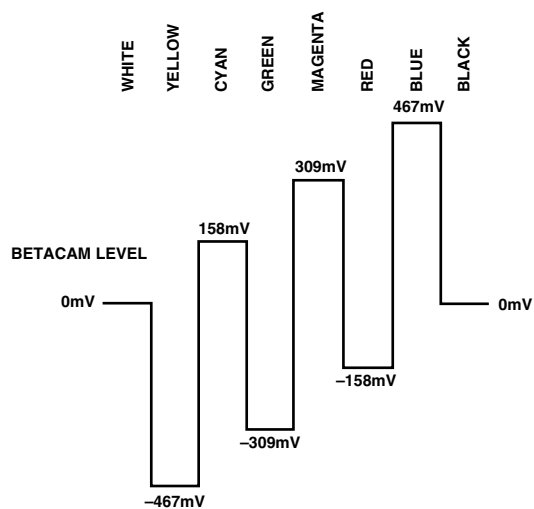 WHITE
YELLOW
CYAN
GREEN
MAGENTA
RED
BLUE
BLACK
467mV
309mV
158mV
BETACAM LEVEL
0mV
0mV
–158mV
–309mV
–467mV